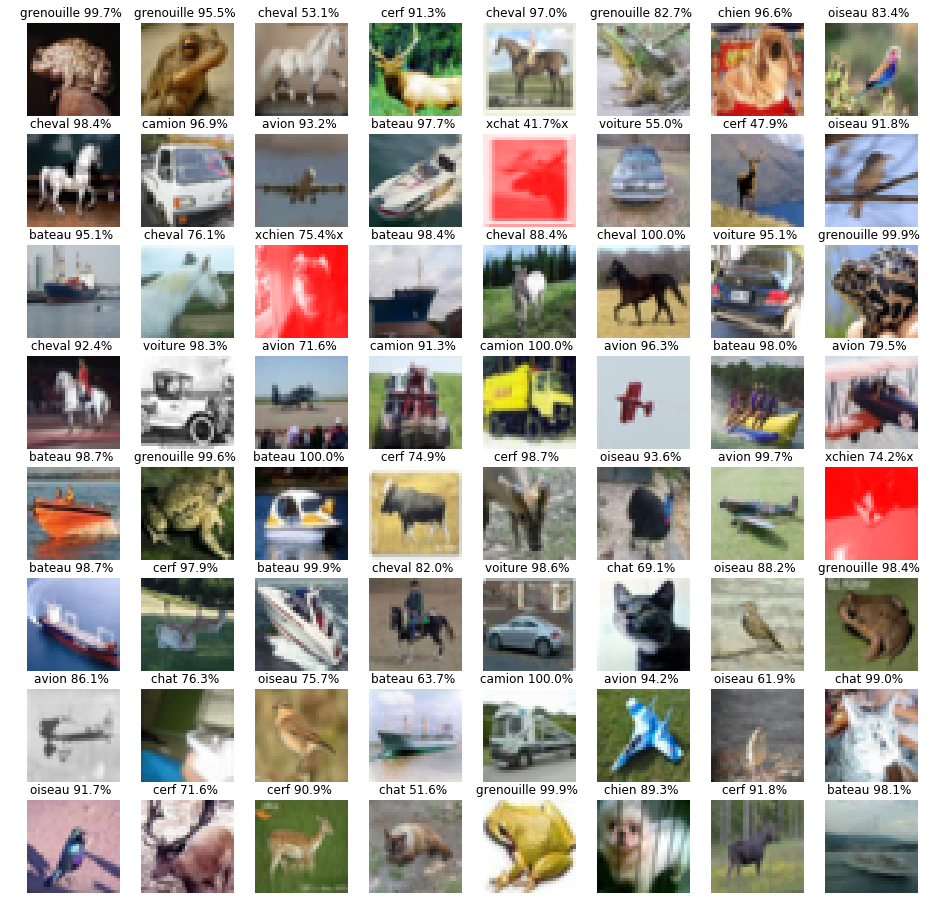 grenouille 99.7% grenouille 95.5% cheval 53.1% cerf 91.3% cheval 97.0% grenouille 82.7% chien 96.6% oiseau 83.4%
cheval 98.4% camion 96.9% avion 93.2% bateau 97.7% xchat 41.7%x voiture 55.0% cerf 47.9% oiseau 91.8%
bateau 95.1% cheval 76.1% xchien 75.4%x bateau 98.4% cheval 88.4% cheval 100.0% voiture 95.1% grenouille 99.9%
cheval 92.4% voiture 98.3% avion 71.6% camion 91.3% camion 100.0% avion 96.3% bateau 98.0% avion 79.5%
bateau 98.7% grenouille 99.6% bateau 100.0% cerf 74.9% cerf 98.7% oiseau 93.6% avion 99.7% xchien 74.2%x
bateau 98.7% cerf 97.9% bateau 99.9% cheval 82.0% voiture 98.6% chat 69.1% oiseau 88.2% grenouille 98.4%
avion 86.1% chat 76.3% oiseau 75.7% bateau 63.7% camion 100.0% avion 94.2% oiseau 61.9% chat 99.0%
oiseau 91.7% cerf 71.6% cerf 90.9% chat 51.6% grenouille 99.9% chien 89.3% cerf 91.8% bateau 98.1%